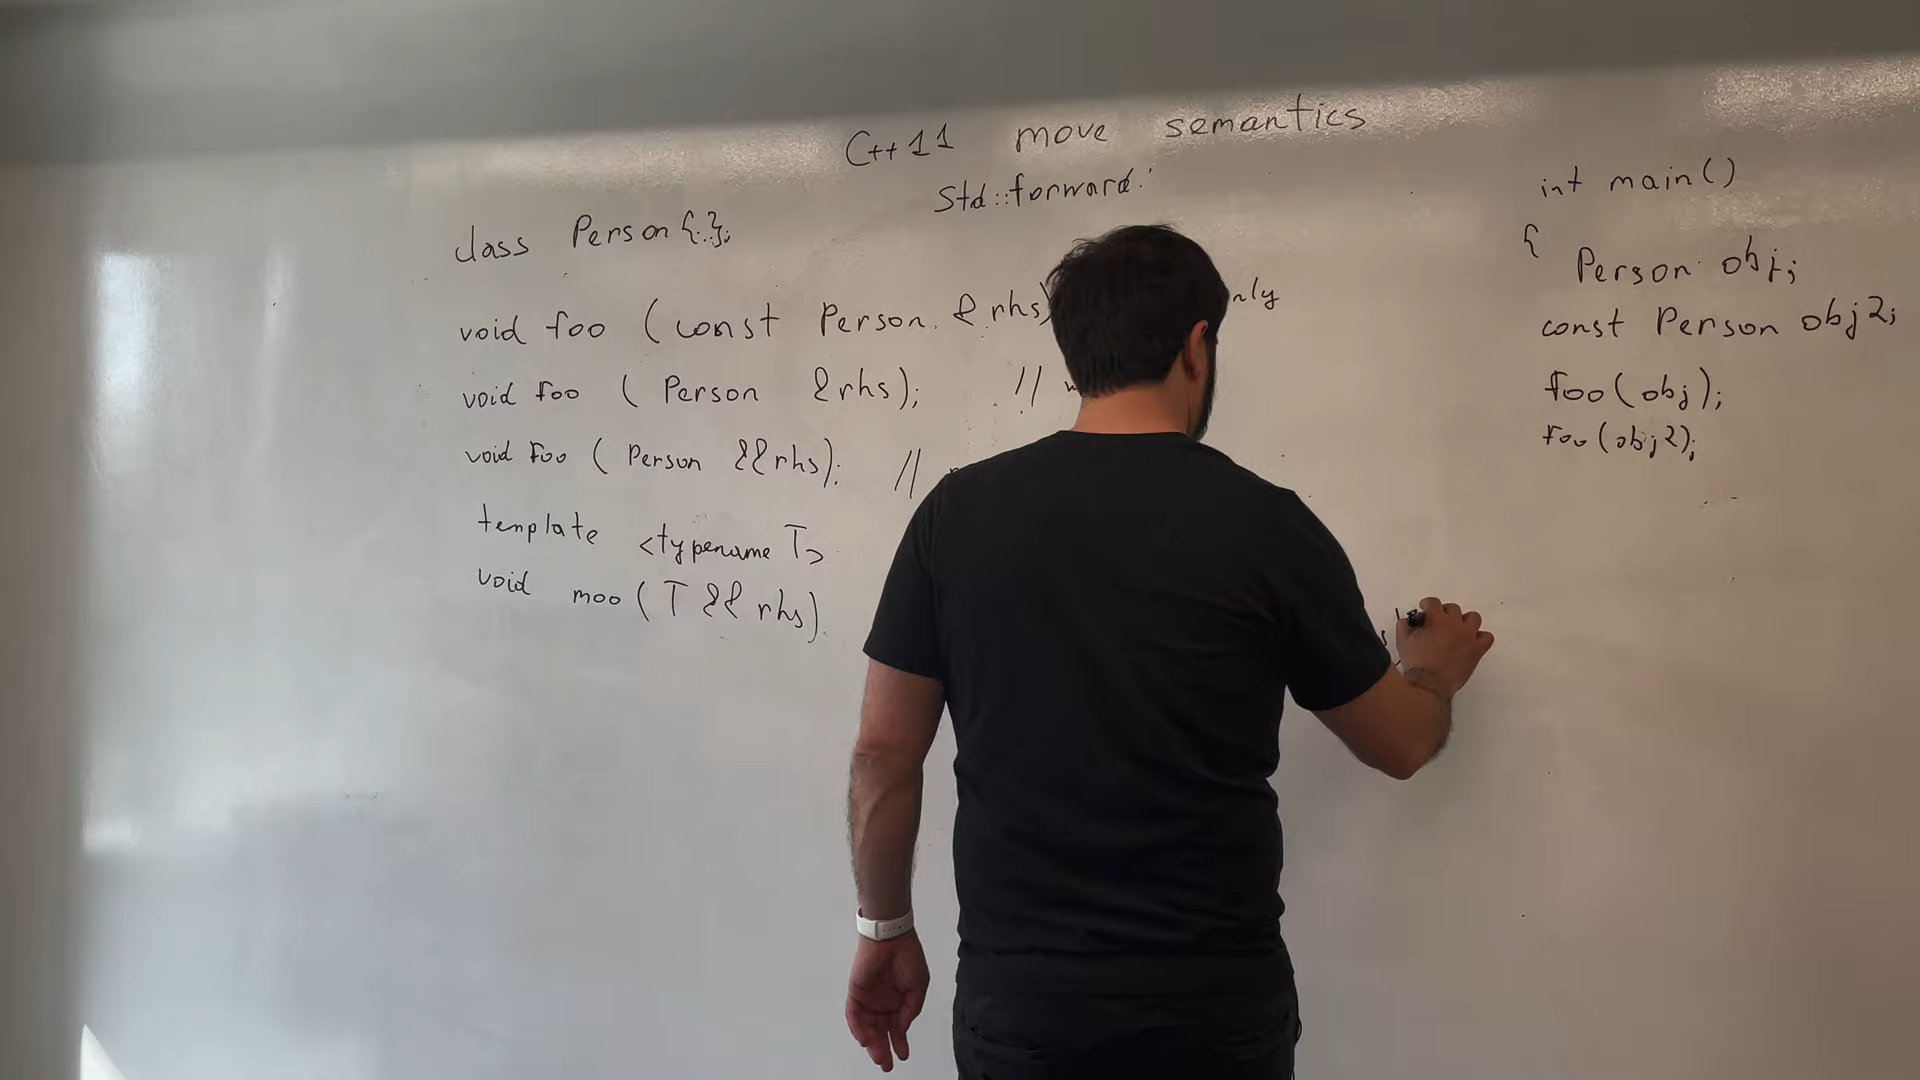 C++11 move semantics
std::forward
class Person{..};
void foo (const Person &rhs)
void foo ( Person &rhs); //
void foo ( Person &&rhs); //
template <typename T>
void moo ( T && rhs)
int main()
{
Person obj;
const Person obj2;
foo(obj);
foo(obj2);